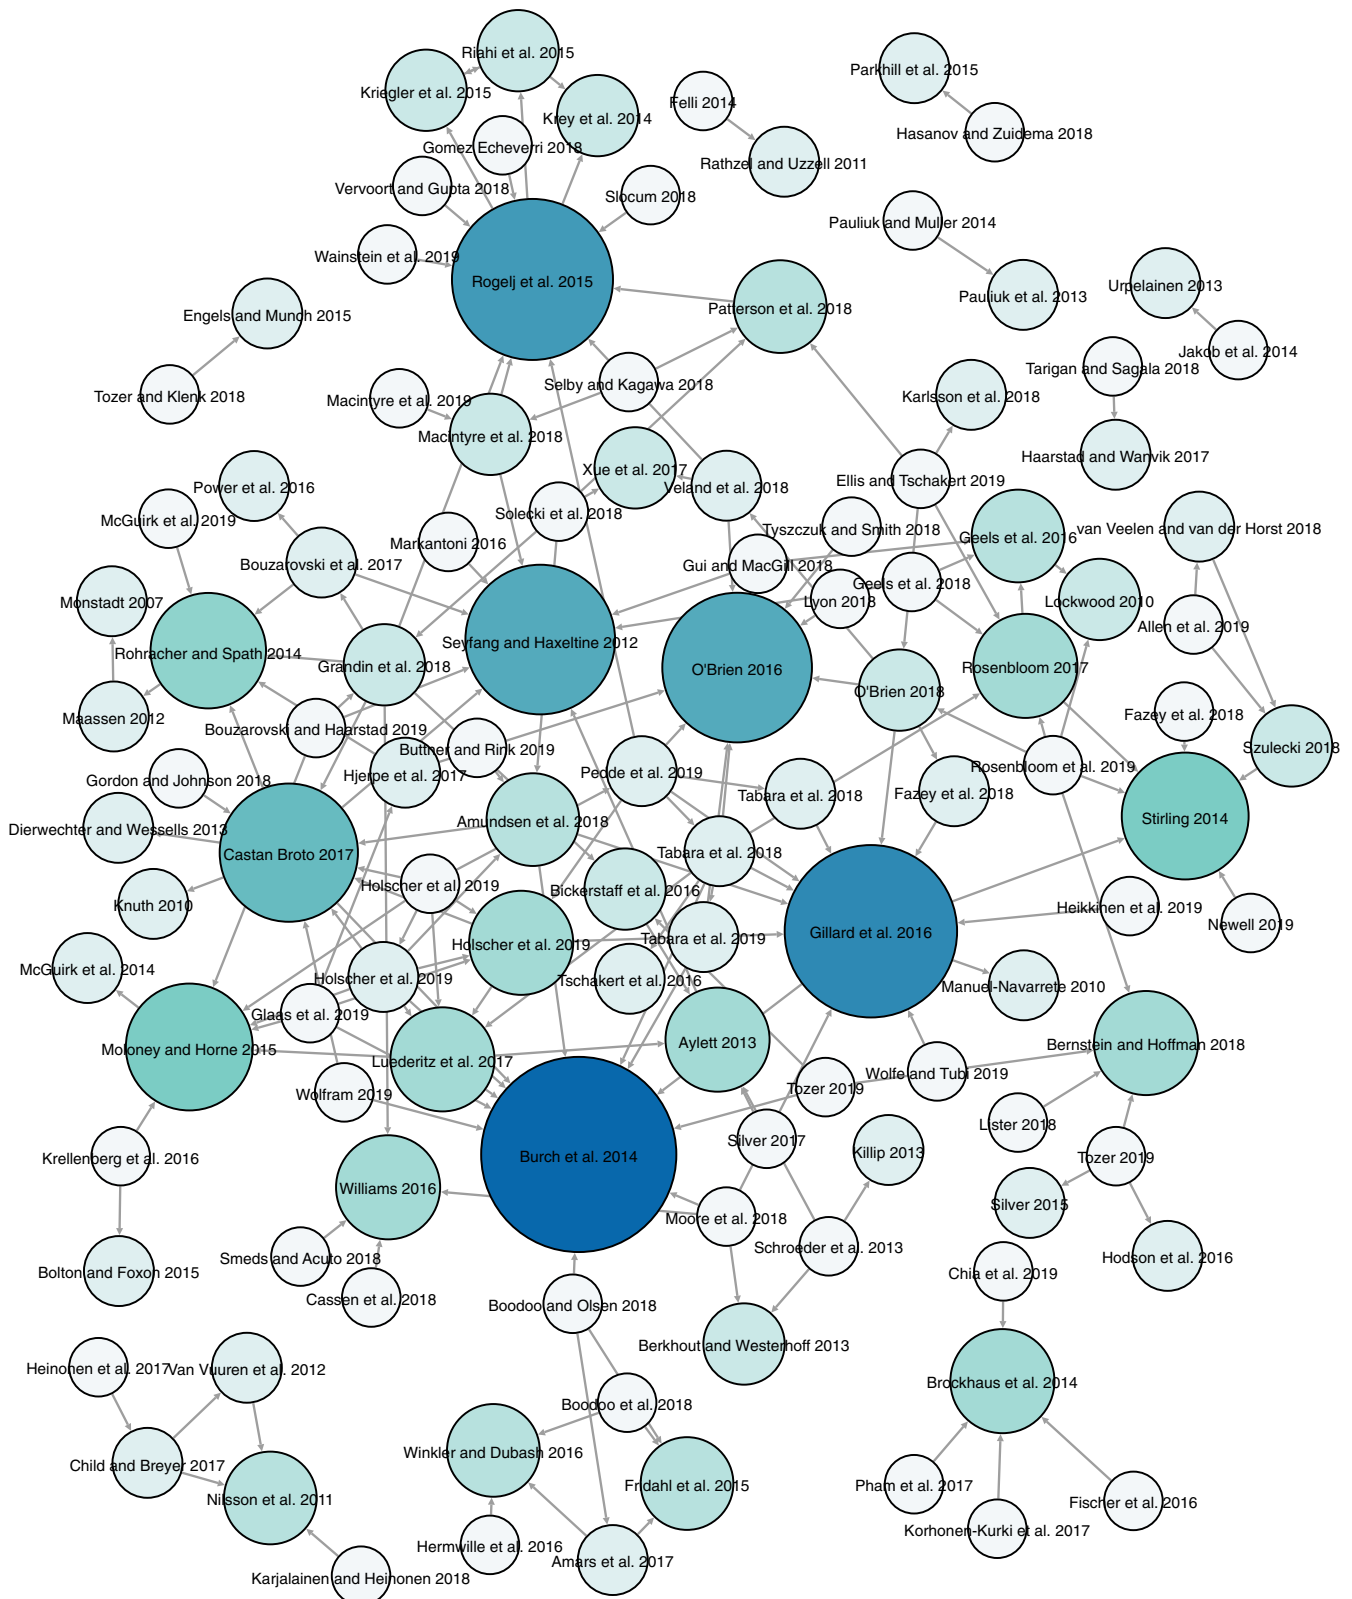 Riahi et al. 2015
Parkhill et al. 2015
Kriegler et al. 2015
Felli 2014
Krey et al. 2014
Hasanov and Zuidema 2018
Gomez Echeverri 2018
Rathzel and Uzzell 2011
Vervoort and Gupta 2018
Slocum 2018
Pauliuk and Muller 2014
Wainstein et al. 2019
Rogelj et al. 2015
Urpelainen 2013
Pauliuk et al. 2013
Patterson et al. 2018
Engels and Munch 2015
Jakob et al. 2014
Tarigan and Sagala 2018
Selby and Kagawa 2018
Tozer and Klenk 2018
Karlsson et al. 2018
Macintyre et al. 2019
Macintyre et al. 2018
Haarstad and Wanvik 2017
Xue et al. 2017
Ellis and Tschakert 2019
Veland et al. 2018
Power et al. 2016
Solecki et al. 2018
McGuirk et al. 2019
van Veelen and van der Horst 2018
Tyszczuk and Smith 2018
Geels et al. 2016
Markantoni 2016
Bouzarovski et al. 2017
Gui and MacGill 2018
Geels et al. 2018
Monstadt 2007
Lyon 2018
Lockwood 2010
Allen et al. 2019
Seyfang and Haxeltine 2012
Rohracher and Spath 2014
Grandin et al. 2018
O'Brien 2016
Rosenbloom 2017
O'Brien 2018
Maassen 2012
Fazey et al. 2018
Bouzarovski and Haarstad 2019
Buttner and Rink 2019
Szulecki 2018
Rosenbloom et al. 2019
Pedde et al. 2019
Hjerpe et al. 2017
Gordon and Johnson 2018
Tabara et al. 2018
Fazey et al. 2018
Stirling 2014
Amundsen et al. 2018
Dierwechter and Wessells 2013
Tabara et al. 2018
Castan Broto 2017
Holscher et al. 2019
Bickerstaff et al. 2016
Knuth 2010
Heikkinen et al. 2019
Newell 2019
Gillard et al. 2016
Tabara et al. 2019
Holscher et al. 2019
McGuirk et al. 2014
Holscher et al. 2019
Tschakert et al. 2016
Manuel-Navarrete 2010
Glaas et al. 2019
Aylett 2013
Bernstein and Hoffman 2018
Moloney and Horne 2015
Luederitz et al. 2017
Wolfe and Tubi 2019
Tozer 2019
Wolfram 2019
Lister 2018
Silver 2017
Killip 2013
Krellenberg et al. 2016
Burch et al. 2014
Tozer 2019
Williams 2016
Silver 2015
Moore et al. 2018
Schroeder et al. 2013
Smeds and Acuto 2018
Hodson et al. 2016
Bolton and Foxon 2015
Chia et al. 2019
Cassen et al. 2018
Boodoo and Olsen 2018
Berkhout and Westerhoff 2013
Heinonen et al. 2017
Van Vuuren et al. 2012
Brockhaus et al. 2014
Boodoo et al. 2018
Winkler and Dubash 2016
Child and Breyer 2017
Fridahl et al. 2015
Pham et al. 2017
Nilsson et al. 2011
Fischer et al. 2016
Korhonen-Kurki et al. 2017
Hermwille et al. 2016
Amars et al. 2017
Karjalainen and Heinonen 2018